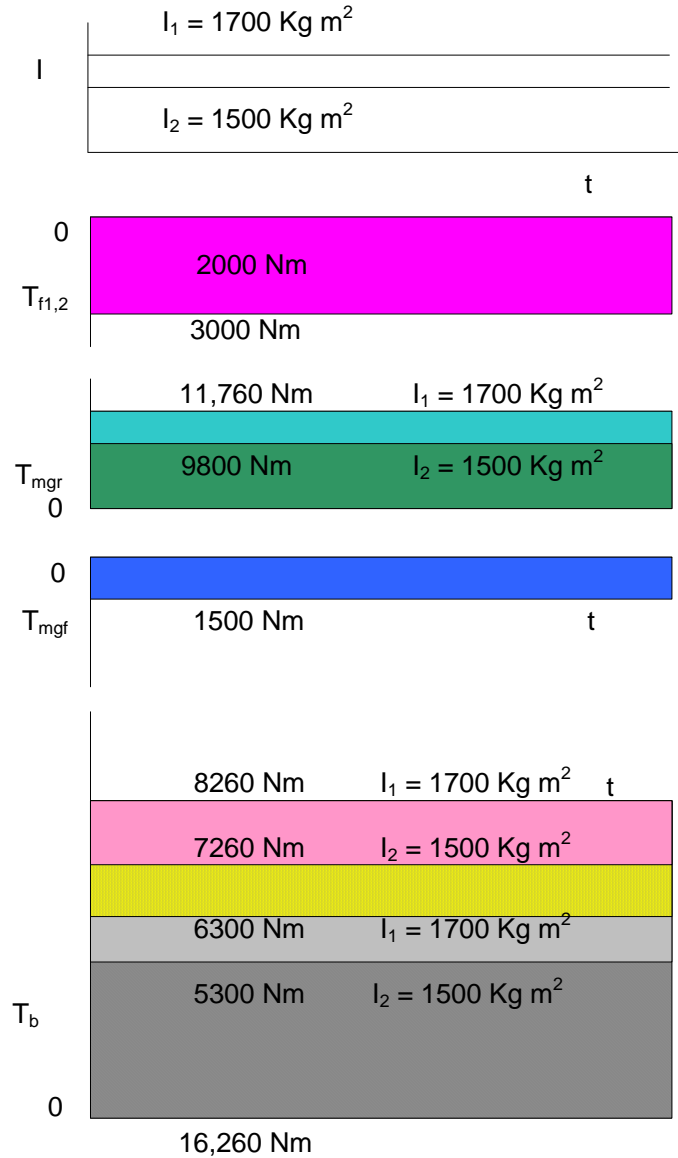 I₁ = 1700 Kg m²
I
I₂ = 1500 Kg m²
t
0
2000 Nm
T_f1,2
3000 Nm
11,760 Nm I₁ = 1700 Kg m²
9800 Nm I₂ = 1500 Kg m²
T_mgr
0
0
T_mgf
1500 Nm t
8260 Nm I₁ = 1700 Kg m² t
7260 Nm I₂ = 1500 Kg m²
6300 Nm I₁ = 1700 Kg m²
5300 Nm I₂ = 1500 Kg m²
T_b
0
16,260 Nm